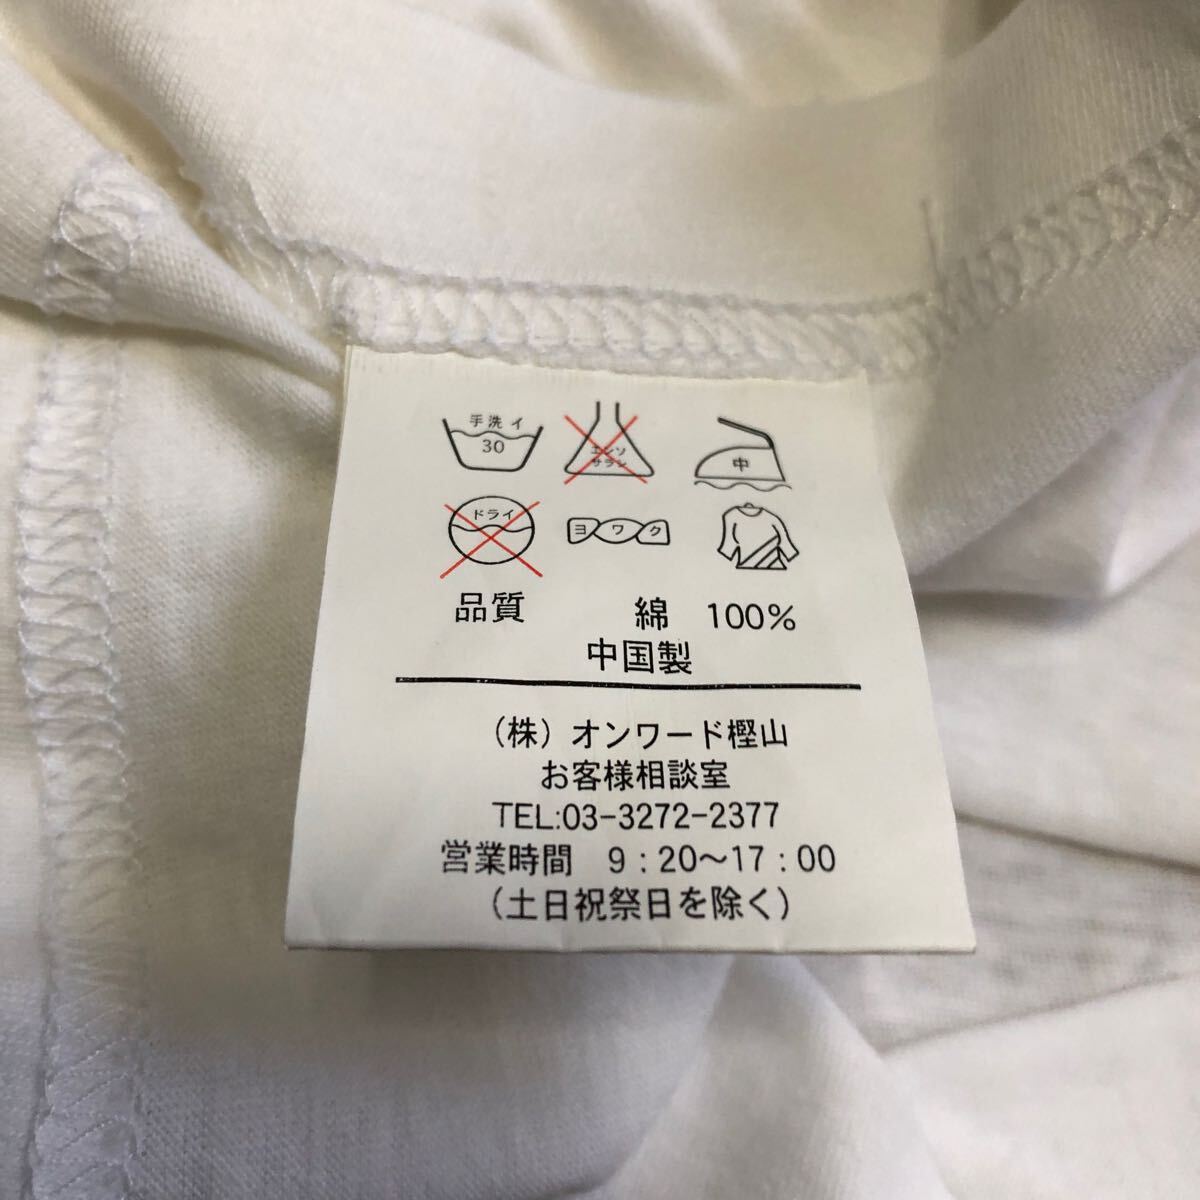 手洗イ
30
エンソ
サラシ
中
ドライ
ヨワク
品質 綿 100%
中国製
(株)オンワード樫山
お客様相談室
TEL:03-3272-2377
営業時間 9:20～17:00
(土日祝祭日を除く)